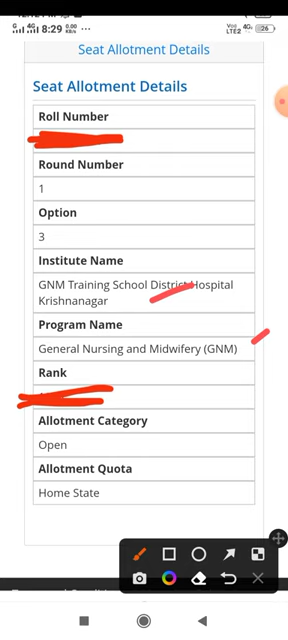 8:29
Seat Allotment Details
Seat Allotment Details
Roll Number
Round Number
1
Option
3
Institute Name
GNM Training School District Hospital
Krishnanagar
Program Name
General Nursing and Midwifery (GNM)
Rank
Allotment Category
Open
Allotment Quota
Home State